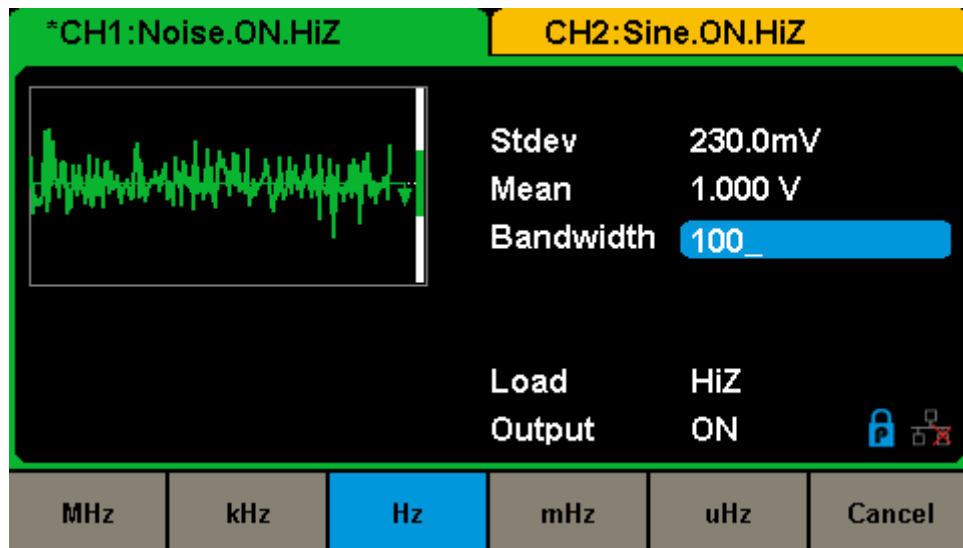 *CH1:Noise.ON.HiZ CH2:Sine.ON.HiZ
Stdev 230.0mV
Mean 1.000 V
Bandwidth 100_
Load HiZ
Output ON P
MHz kHz Hz mHz uHz Cancel